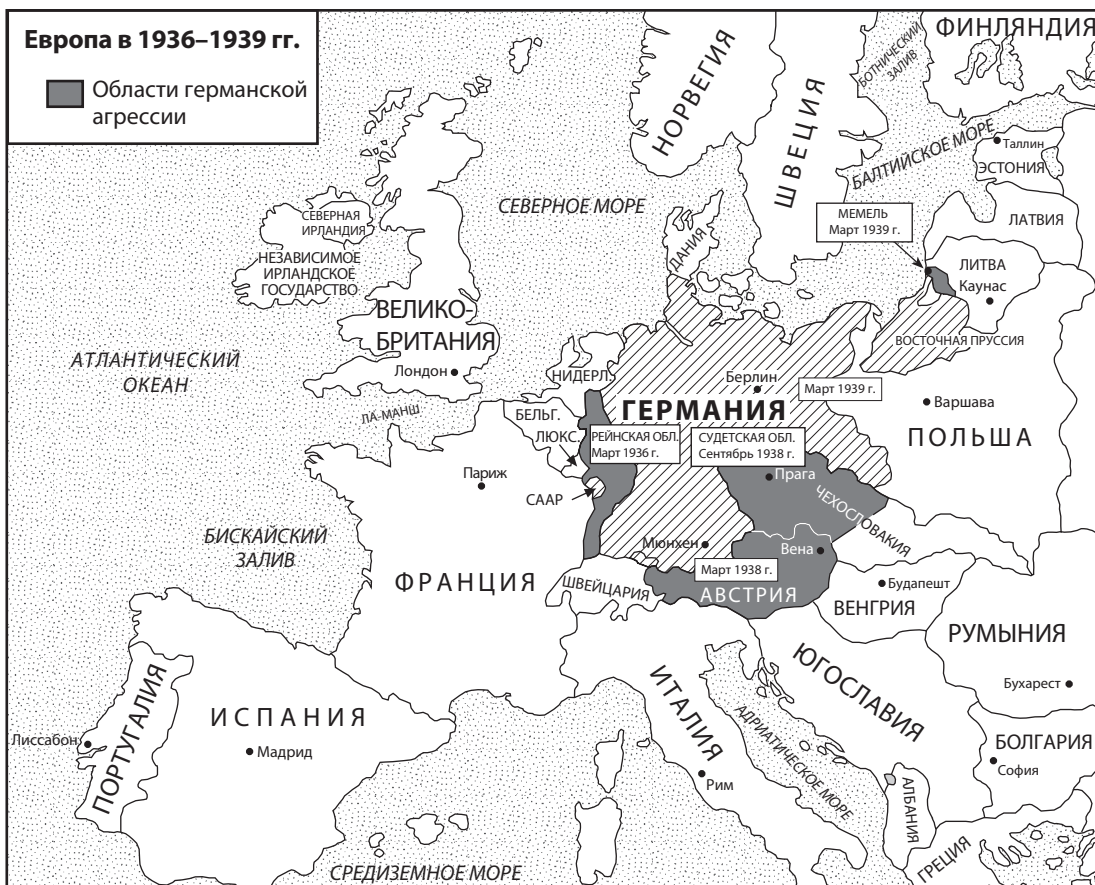 Европа в 1936–1939 гг.
Области германской
агрессии
НОРВЕГИЯ
ШВЕЦИЯ
ФИНЛЯНДИЯ
БОТНИЧЕСКИЙ
ЗАЛИВ
БАЛТИЙСКОЕ МОРЕ
Таллин
ЭСТОНИЯ
СЕВЕРНОЕ МОРЕ
ДАНИЯ
МЕМЕЛЬ
Март 1939 г.
ЛАТВИЯ
ЛИТВА
Каунас
СЕВЕРНАЯ
ИРЛАНДИЯ
НЕЗАВИСИМОЕ
ИРЛАНДСКОЕ
ГОСУДАРСТВО
ВЕЛИКО-
БРИТАНИЯ
Лондон
АТЛАНТИЧЕСКИЙ
ОКЕАН
ЛА-МАНШ
НИДЕРЛ.
БЕЛЬГ.
ЛЮКС.
ВОСТОЧНАЯ ПРУССИЯ
Берлин
Март 1939 г.
ГЕРМАНИЯ
Варшава
ПОЛЬША
РЕЙНСКАЯ ОБЛ.
Март 1936 г.
СУДЕТСКАЯ ОБЛ.
Сентябрь 1938 г.
Париж
СААР
Прага
ЧЕХОСЛОВАКИЯ
БИСКАЙСКИЙ
ЗАЛИВ
Мюнхен
Вена
Март 1938 г.
АВСТРИЯ
ФРАНЦИЯ
ШВЕЙЦАРИЯ
Будапешт
ВЕНГРИЯ
РУМЫНИЯ
Бухарест
ЮГОСЛАВИЯ
ИТАЛИЯ
АДРИАТИЧЕСКОЕ МОРЕ
Рим
ПОРТУГАЛИЯ
Лиссабон
ИСПАНИЯ
Мадрид
БОЛГАРИЯ
София
АЛБАНИЯ
ГРЕЦИЯ
СРЕДИЗЕМНОЕ МОРЕ